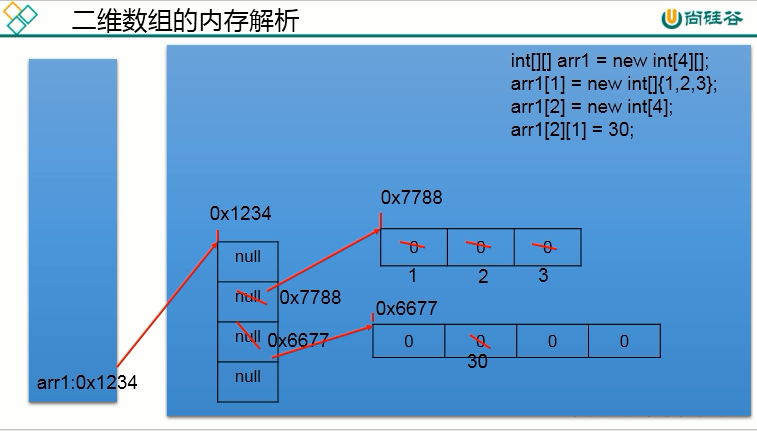 二维数组的内存解析
尚硅谷
int[][] arr1 = new int[4][];
arr1[1] = new int[]{1,2,3};
arr1[2] = new int[4];
arr1[2][1] = 30;
0x7788
0x1234
0 0 0
null
1 2 3
null 0x7788
0x6677
null 0x6677
0 0 0 0
30
null
arr1:0x1234